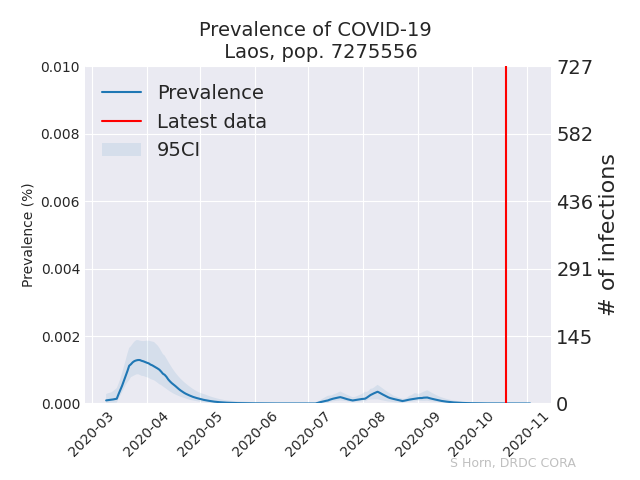 Prevalence of COVID-19
Laos, pop. 7275556
0.010
0.008
0.006
0.004
0.002
0.000
Prevalence (%)
Prevalence
Latest data
95CI
727
582
436
291
145
0
# of infections
2020-03
2020-04
2020-05
2020-06
2020-07
2020-08
2020-09
2020-10
2020-11
S Horn, DRDC CORA